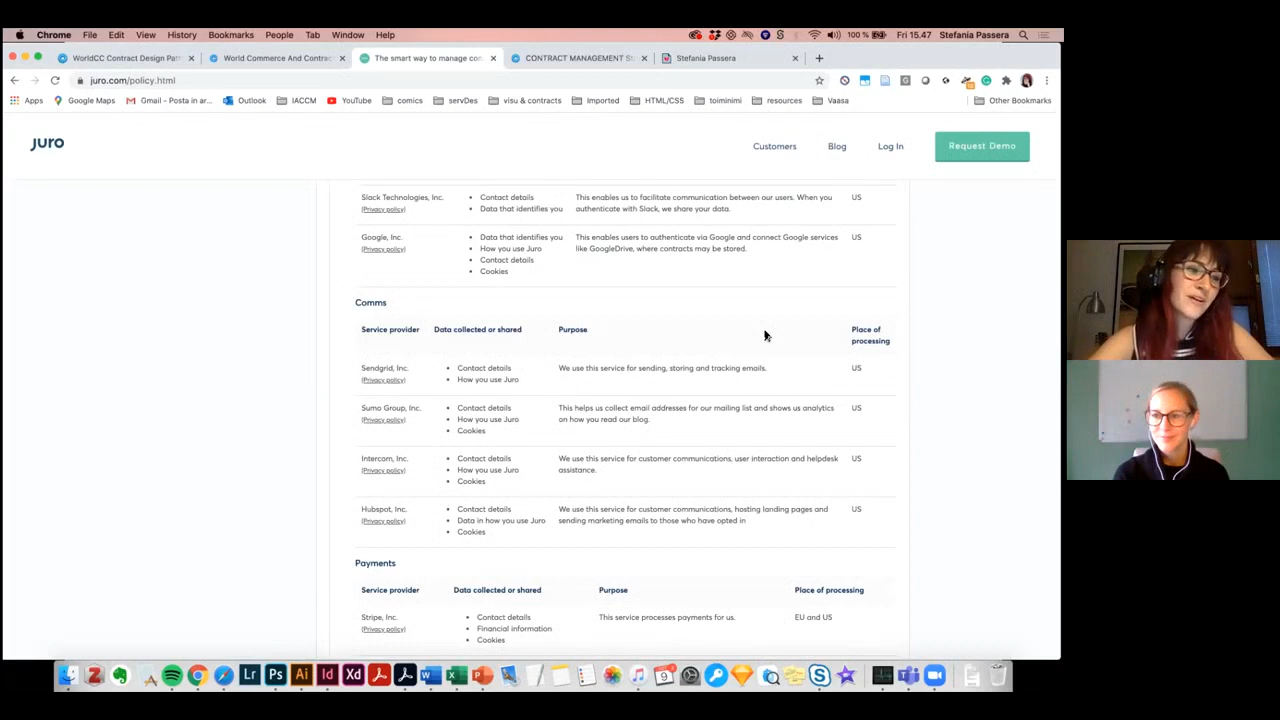 Chrome File Edit View History Bookmarks People Tab Window Help 100 % Fri 15.47 Stefania Passera
WorldCC Contract Design Pat World Commerce And Contrac The smart way to manage con CONTRACT MANAGEMENT St Stefania Passera
juro.com/policy.html
Apps Google Maps Gmail - Posta in ar... Outlook IACCM YouTube comics servDes visu & contracts Imported HTML/CSS toiminimi resources Vaasa Other Bookmarks
Juro
Customers Blog Log In Request Demo
Slack Technologies, Inc. • Contact details This enables us to facilitate communication between our users. When you US
(Privacy policy) • Data that identifies you authenticate with Slack, we share your data.
Google, Inc. • Data that identifies you This enables users to authenticate via Google and connect Google services US
(Privacy policy) • How you use Juro like GoogleDrive, where contracts may be stored.
• Contact details
• Cookies
Comms
Service provider Data collected or shared Purpose Place of
processing
Sendgrid, Inc. • Contact details We use this service for sending, storing and tracking emails. US
(Privacy policy) • How you use Juro
Sumo Group, Inc. • Contact details This helps us collect email addresses for our mailing list and shows us analytics US
(Privacy policy) • How you use Juro on how you read our blog.
• Cookies
Intercom, Inc. • Contact details We use this service for customer communications, user interaction and helpdesk US
(Privacy policy) • How you use Juro assistance.
• Cookies
Hubspot, Inc. • Contact details We use this service for customer communications, hosting landing pages and US
(Privacy policy) • Data in how you use Juro sending marketing emails to those who have opted in
• Cookies
Payments
Service provider Data collected or shared Purpose Place of processing
Stripe, Inc. • Contact details This service processes payments for us. EU and US
(Privacy policy) • Financial information
• Cookies
Lr Ps Ai Id Xd